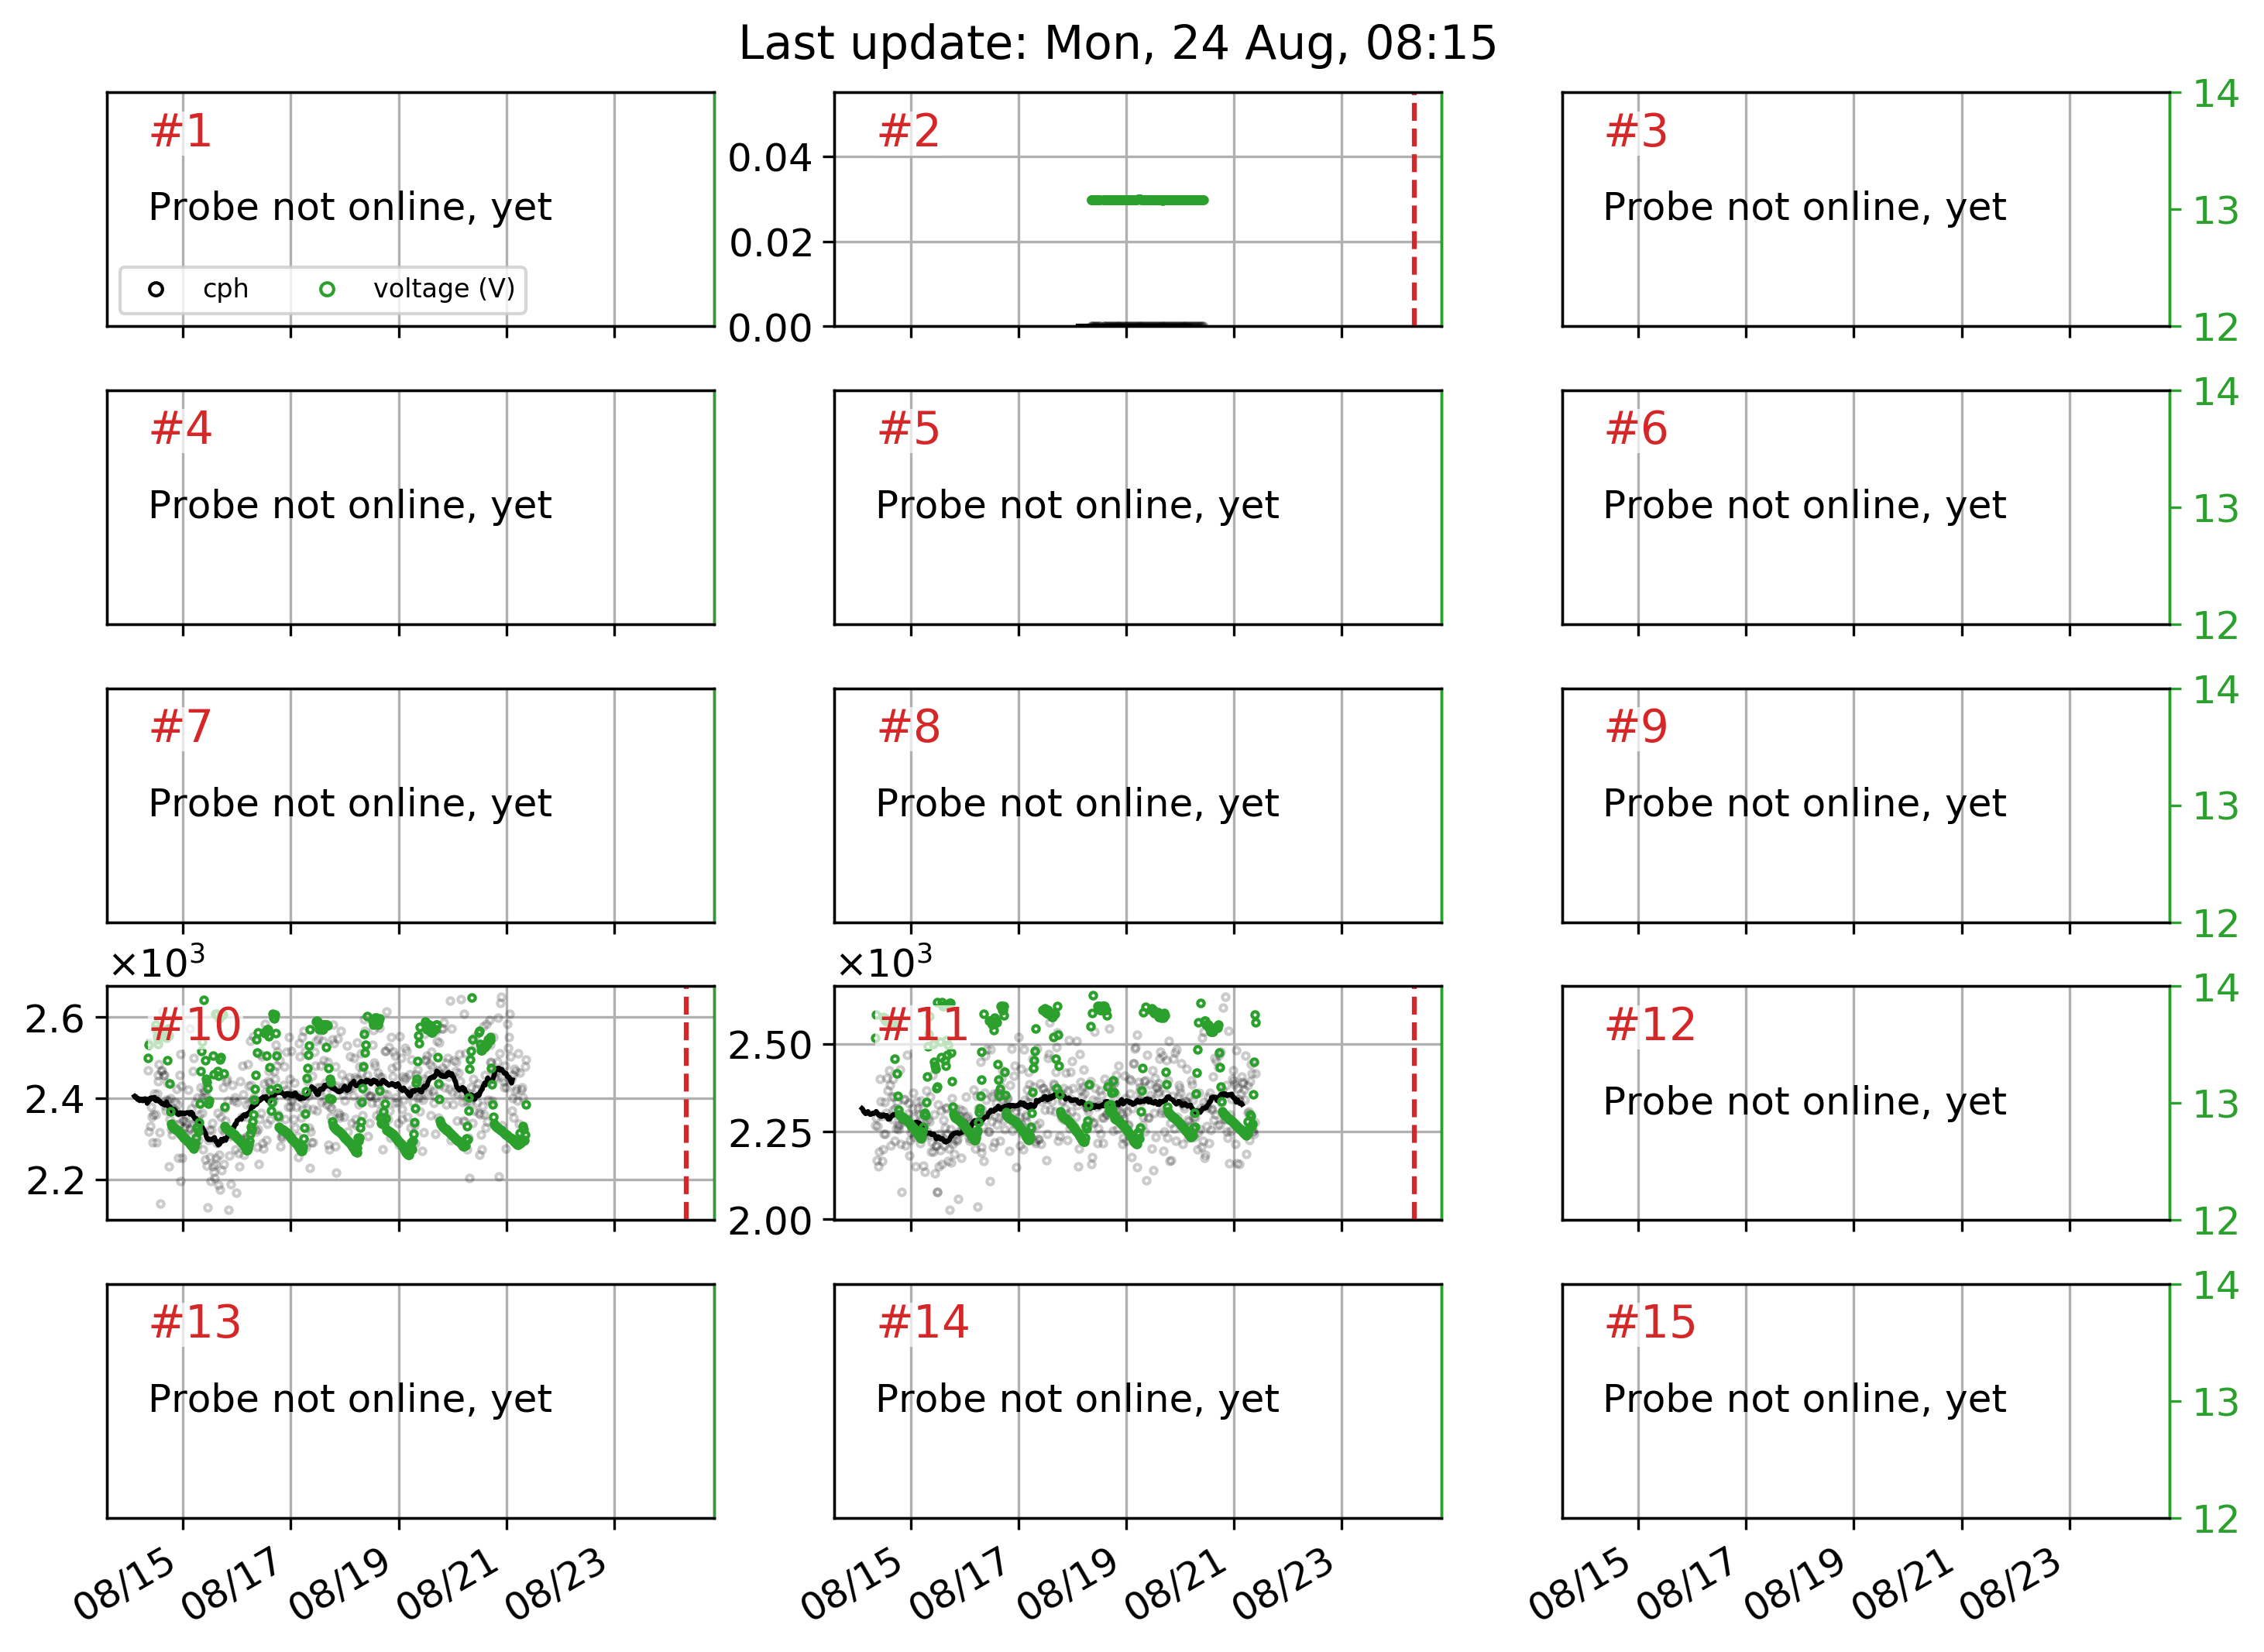 Last update: Mon, 24 Aug, 08:15
#1
Probe not online, yet
cph voltage (V)
#2
0.04
0.02
0.00
#3
Probe not online, yet
14
13
12
#4
Probe not online, yet
#5
Probe not online, yet
#6
Probe not online, yet
14
13
12
#7
Probe not online, yet
#8
Probe not online, yet
#9
Probe not online, yet
14
13
12
×10³
#10
2.6
2.4
2.2
×10³
#11
2.50
2.25
2.00
#12
Probe not online, yet
14
13
12
#13
Probe not online, yet
#14
Probe not online, yet
#15
Probe not online, yet
14
13
12
08/15 08/17 08/19 08/21 08/23
08/15 08/17 08/19 08/21 08/23
08/15 08/17 08/19 08/21 08/23